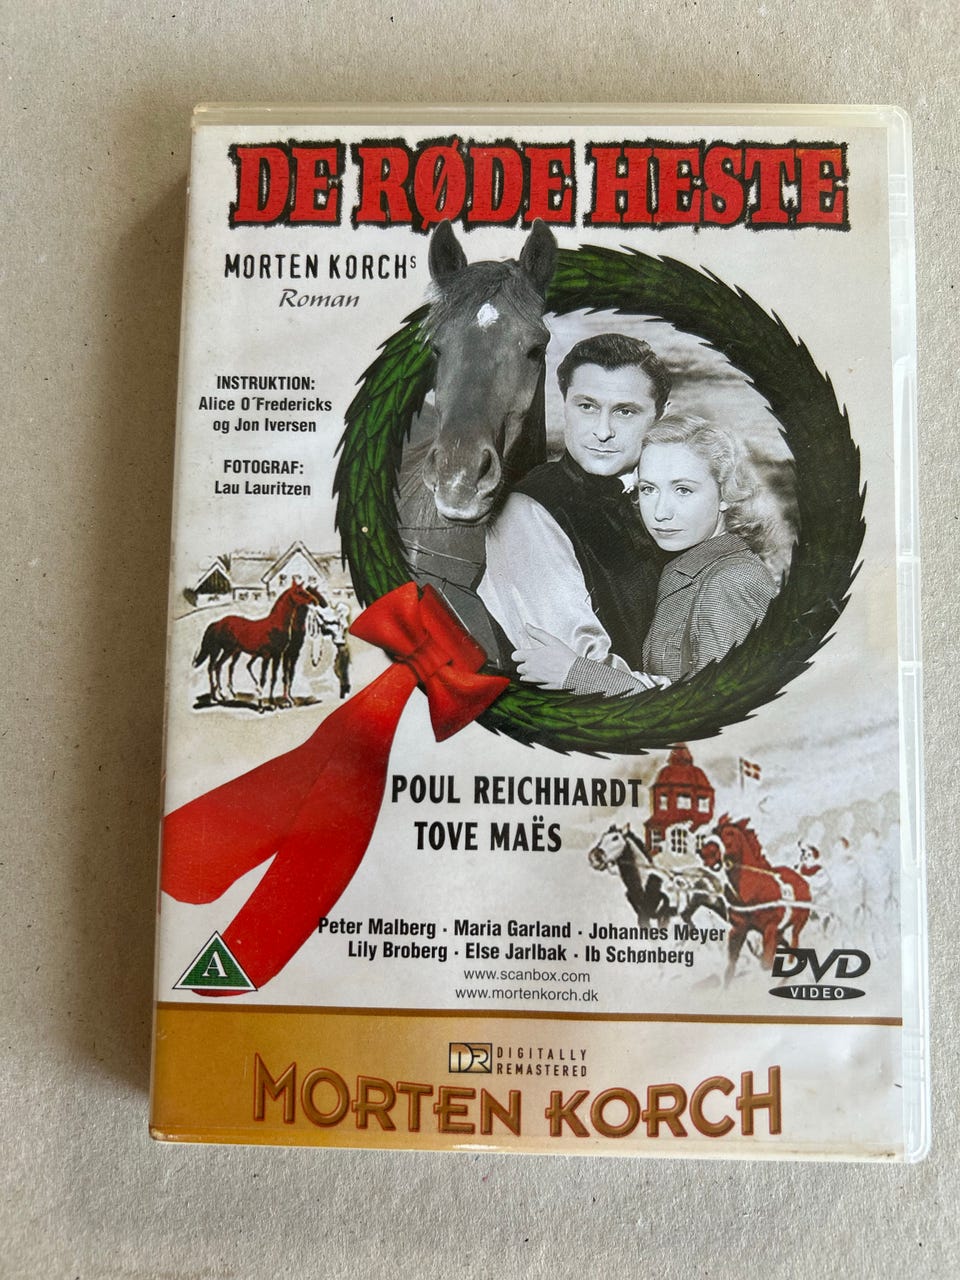 DE RØDE HESTE
MORTEN KORCHS
Roman
INSTRUKTION:
Alice O´Fredericks
og Jon Iversen
FOTOGRAF:
Lau Lauritzen
POUL REICHHARDT
TOVE MAËS
Peter Malberg · Maria Garland · Johannes Meyer
Lily Broberg · Else Jarlbak · Ib Schønberg
www.scanbox.com
www.mortenkorch.dk
A
DVD
VIDEO
DR DIGITALLY
REMASTERED
MORTEN KORCH